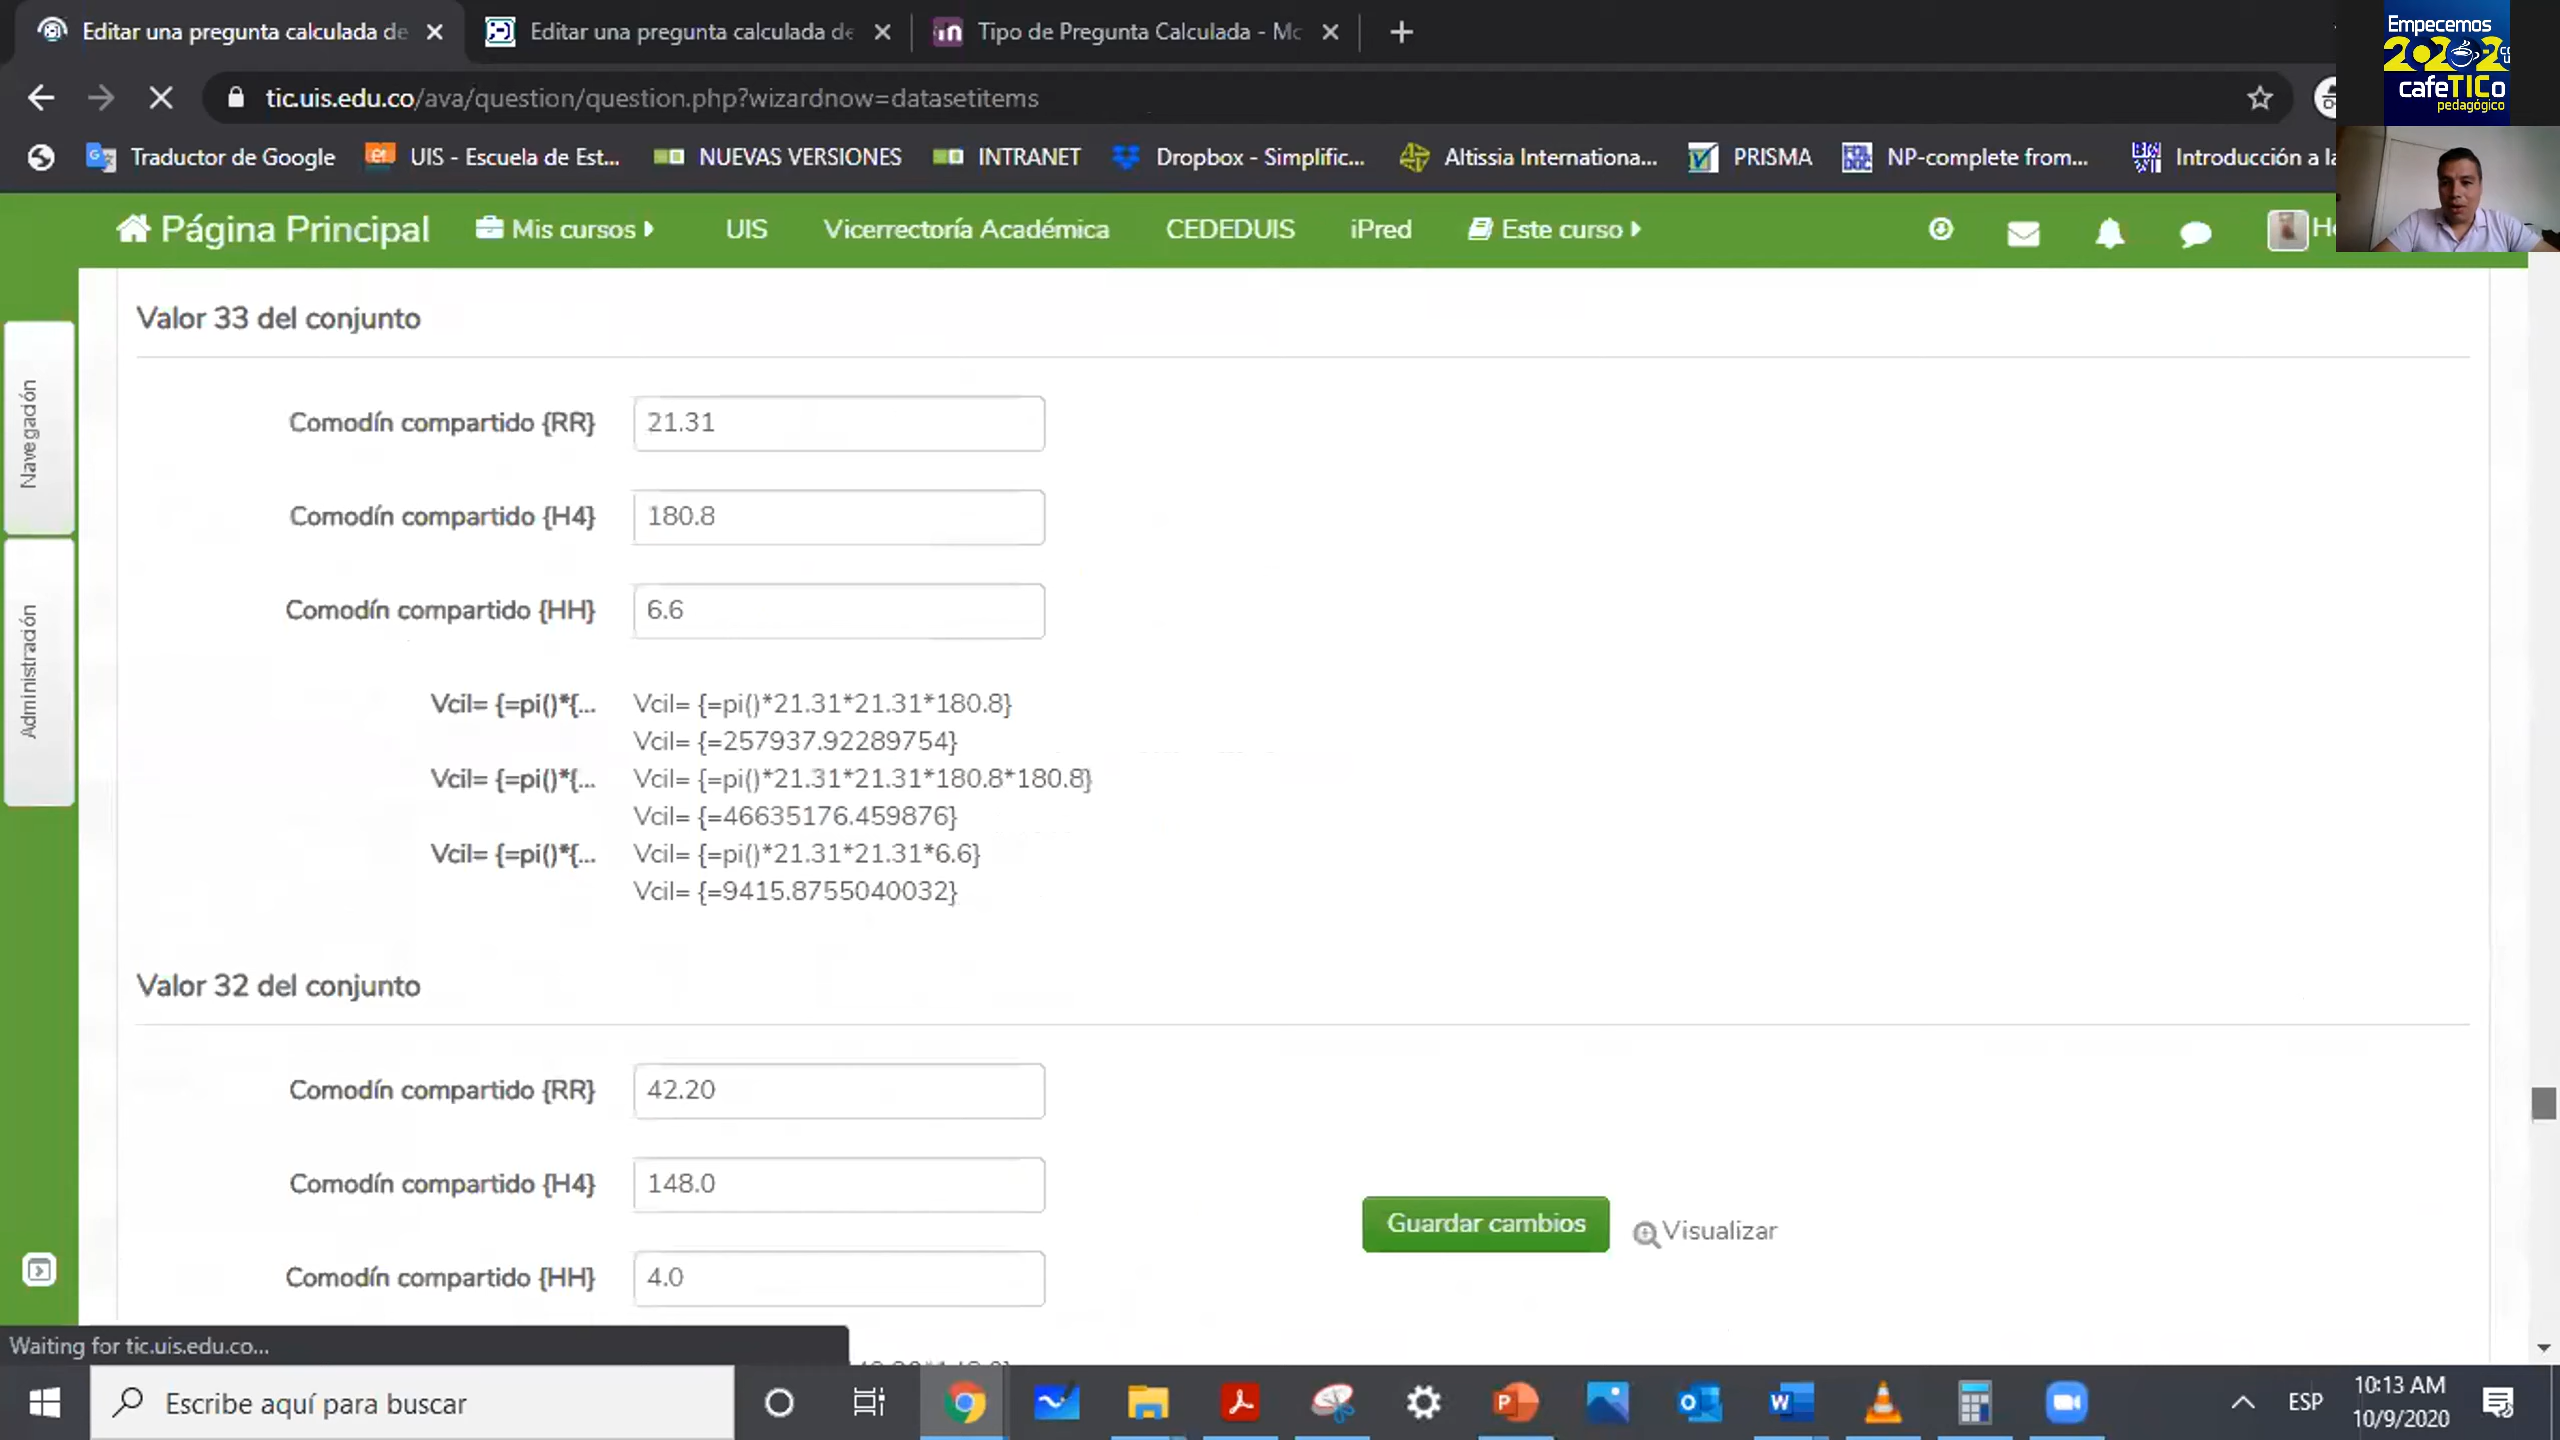 Editar una pregunta calculada de
Editar una pregunta calculada de
Tipo de Pregunta Calculada - Mo
Empecemos
2020-2
cafeTICo
pedagógico
tic.uis.edu.co/ava/question/question.php?wizardnow=datasetitems
Traductor de Google
UIS - Escuela de Est...
NUEVAS VERSIONES
INTRANET
Dropbox - Simplific...
Altissia Internationa...
PRISMA
NP-complete from...
Introducción a la
Página Principal
Mis cursos
UIS
Vicerrectoría Académica
CEDEDUIS
iPred
Este curso
Navegación
Administración
Valor 33 del conjunto
Comodín compartido {RR} 21.31
Comodín compartido {H4} 180.8
Comodín compartido {HH} 6.6
Vcil= {=pi()*{... Vcil= {=pi()*21.31*21.31*180.8}
Vcil= {=257937.92289754}
Vcil= {=pi()*{... Vcil= {=pi()*21.31*21.31*180.8*180.8}
Vcil= {=46635176.459876}
Vcil= {=pi()*{... Vcil= {=pi()*21.31*21.31*6.6}
Vcil= {=9415.8755040032}
Valor 32 del conjunto
Comodín compartido {RR} 42.20
Comodín compartido {H4} 148.0
Comodín compartido {HH} 4.0
Guardar cambios
Visualizar
Waiting for tic.uis.edu.co...
Escribe aquí para buscar
ESP
10:13 AM
10/9/2020